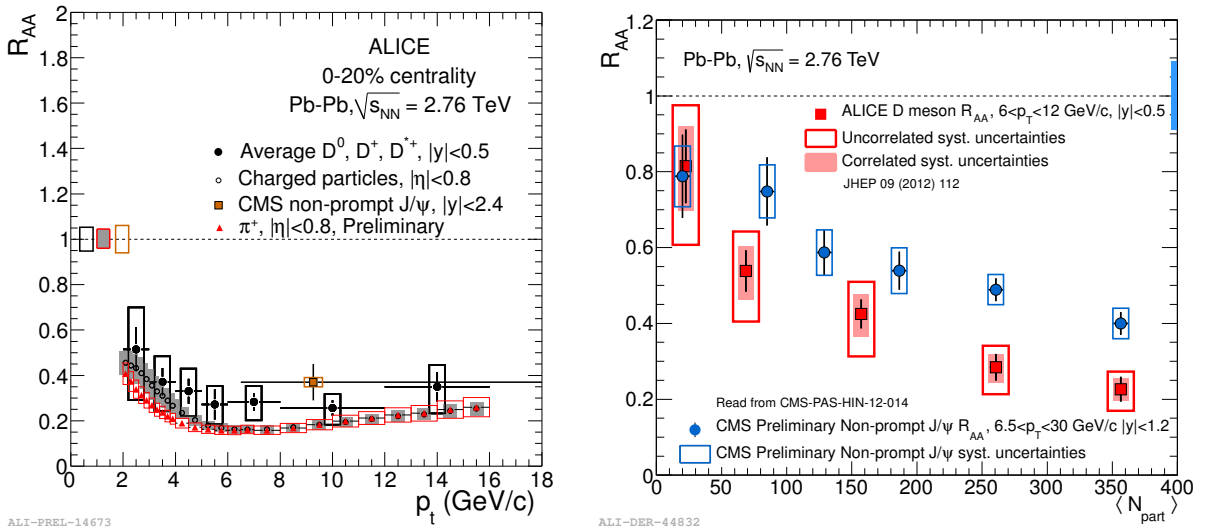 R_AA
2
1.8
1.6
1.4
1.2
1
0.8
0.6
0.4
0.2
0
ALICE
0-20% centrality
Pb-Pb,√s_NN = 2.76 TeV
Average D⁰, D⁺, D*⁺, |y|<0.5
Charged particles, |η|<0.8
CMS non-prompt J/ψ, |y|<2.4
π⁺, |η|<0.8, Preliminary
0 2 4 6 8 10 12 14 16 18
p_t (GeV/c)
ALI-PREL-14673
R_AA
1.2
1
0.8
0.6
0.4
0.2
0
Pb-Pb, √s_NN = 2.76 TeV
ALICE D meson R_AA, 6<p_T<12 GeV/c, |y|<0.5
Uncorrelated syst. uncertainties
Correlated syst. uncertainties
JHEP 09 (2012) 112
Read from CMS-PAS-HIN-12-014
CMS Preliminary Non-prompt J/ψ R_AA, 6.5<p_T<30 GeV/c |y|<1.2
CMS Preliminary Non-prompt J/ψ syst. uncertainties
0 50 100 150 200 250 300 350 400
⟨N_part⟩
ALI-DER-44832